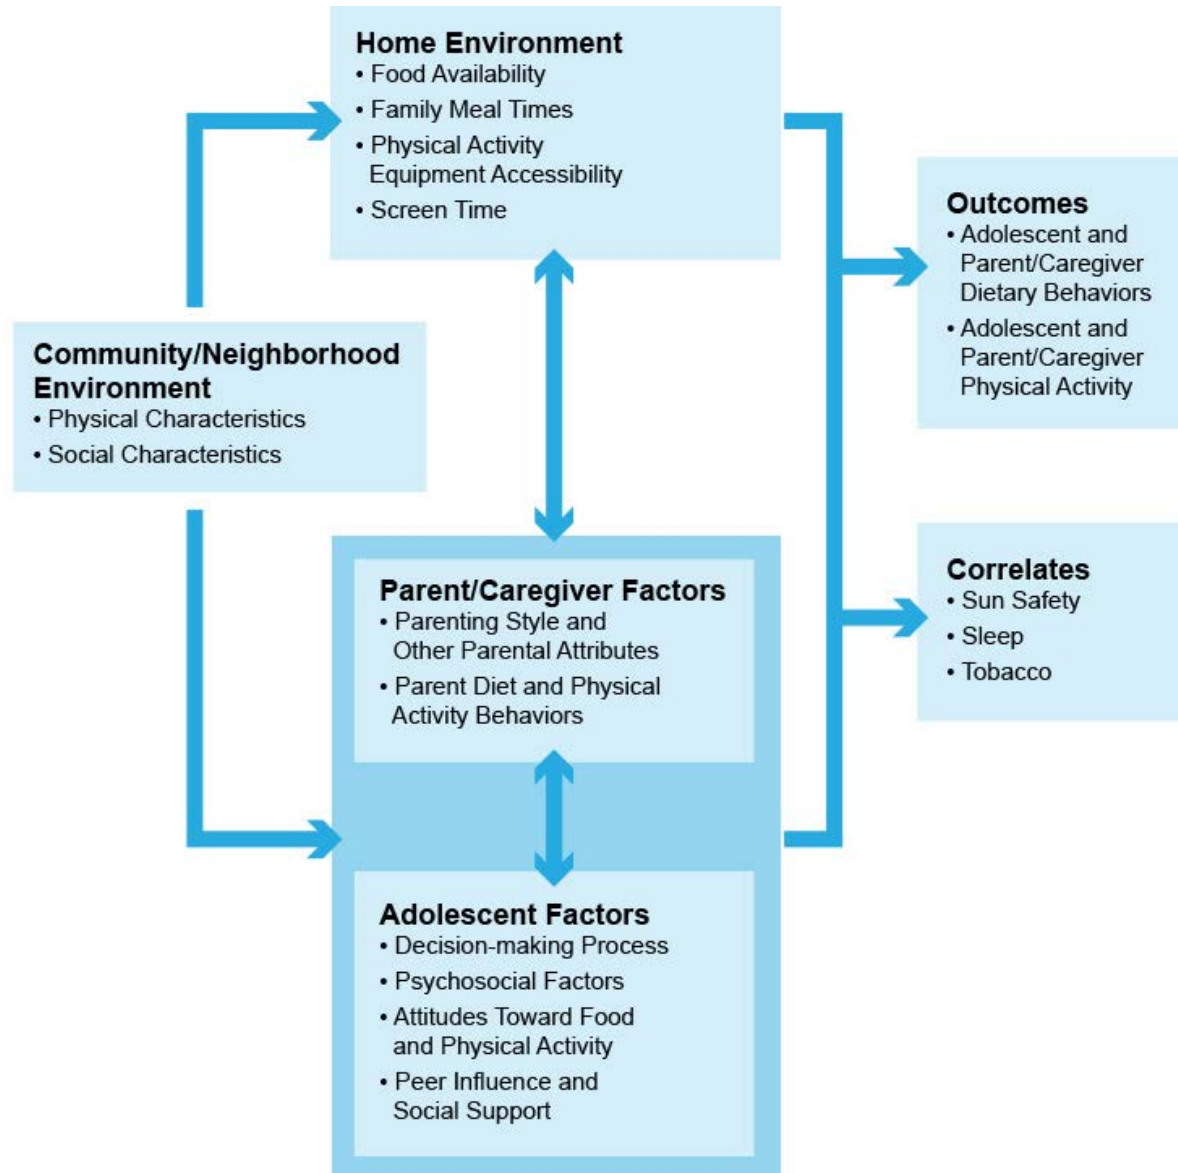 Home Environment
• Food Availability
• Family Meal Times
• Physical Activity
Equipment Accessibility
• Screen Time
Community/Neighborhood
Environment
• Physical Characteristics
• Social Characteristics
Parent/Caregiver Factors
• Parenting Style and
Other Parental Attributes
• Parent Diet and Physical
Activity Behaviors
Adolescent Factors
• Decision-making Process
• Psychosocial Factors
• Attitudes Toward Food
and Physical Activity
• Peer Influence and
Social Support
Outcomes
• Adolescent and
Parent/Caregiver
Dietary Behaviors
• Adolescent and
Parent/Caregiver
Physical Activity
Correlates
• Sun Safety
• Sleep
• Tobacco